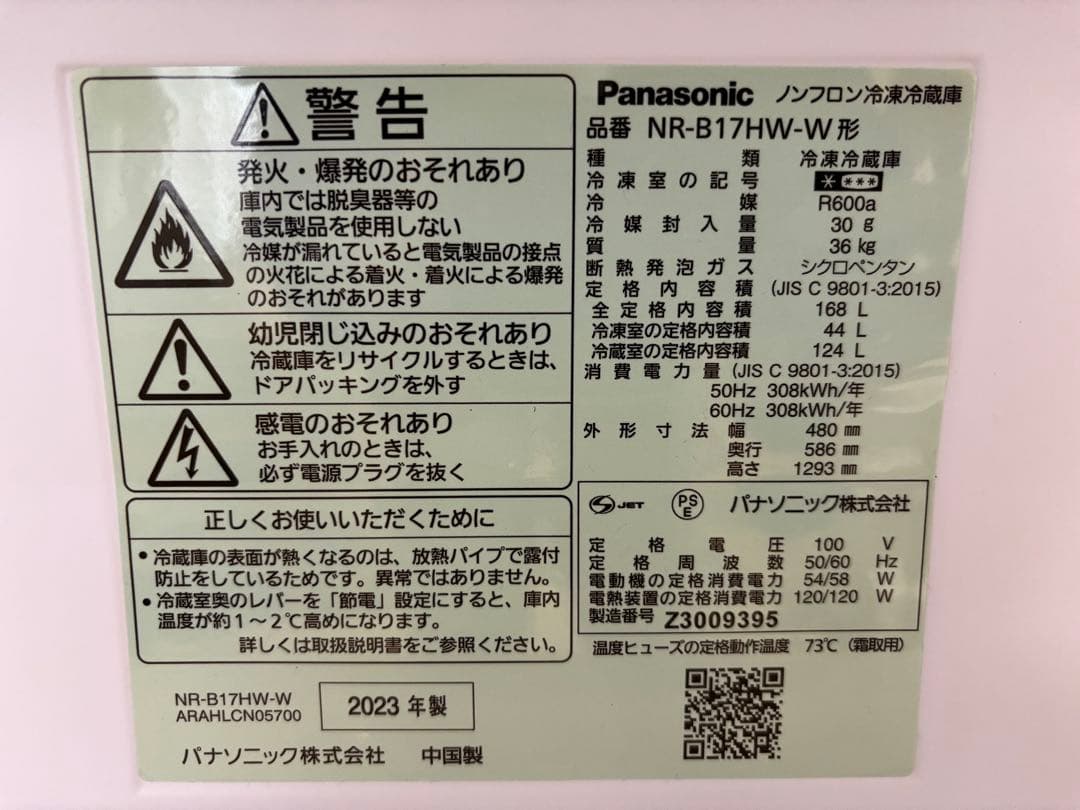 警告
発火・爆発のおそれあり
庫内では脱臭器等の
電気製品を使用しない
冷媒が漏れていると電気製品の接点
の火花による着火・着火による爆発
のおそれがあります
幼児閉じ込みのおそれあり
冷蔵庫をリサイクルするときは、
ドアパッキングを外す
感電のおそれあり
お手入れのときは、
必ず電源プラグを抜く
正しくお使いいただくために
• 冷蔵庫の表面が熱くなるのは、放熱パイプで露付
防止をしているためです。異常ではありません。
• 冷蔵室奥のレバーを「節電」設定にすると、庫内
温度が約1～2℃高めになります。
詳しくは取扱説明書をご参照ください。
NR-B17HW-W
ARAHLCN05700
2023 年製
パナソニック株式会社 中国製
Panasonic ノンフロン冷凍冷蔵庫
品番 NR-B17HW-W 形
種類 冷凍冷蔵庫
冷凍室の記号 * ***
冷媒 R600a
冷媒封入量 30 g
質量 36 kg
断熱発泡ガス シクロペンタン
定格内容積 (JIS C 9801-3:2015)
全定格内容積 168 L
冷凍室の定格内容積 44 L
冷蔵室の定格内容積 124 L
消費電力量 (JIS C 9801-3:2015)
50Hz 308kWh/年
60Hz 308kWh/年
外形寸法 幅 480 ㎜
奥行 586 ㎜
高さ 1293 ㎜
S JET PS E パナソニック株式会社
定格電圧 100 V
定格周波数 50/60 Hz
電動機の定格消費電力 54/58 W
電熱装置の定格消費電力 120/120 W
製造番号 Z3009395
温度ヒューズの定格動作温度 73℃ (霜取用)